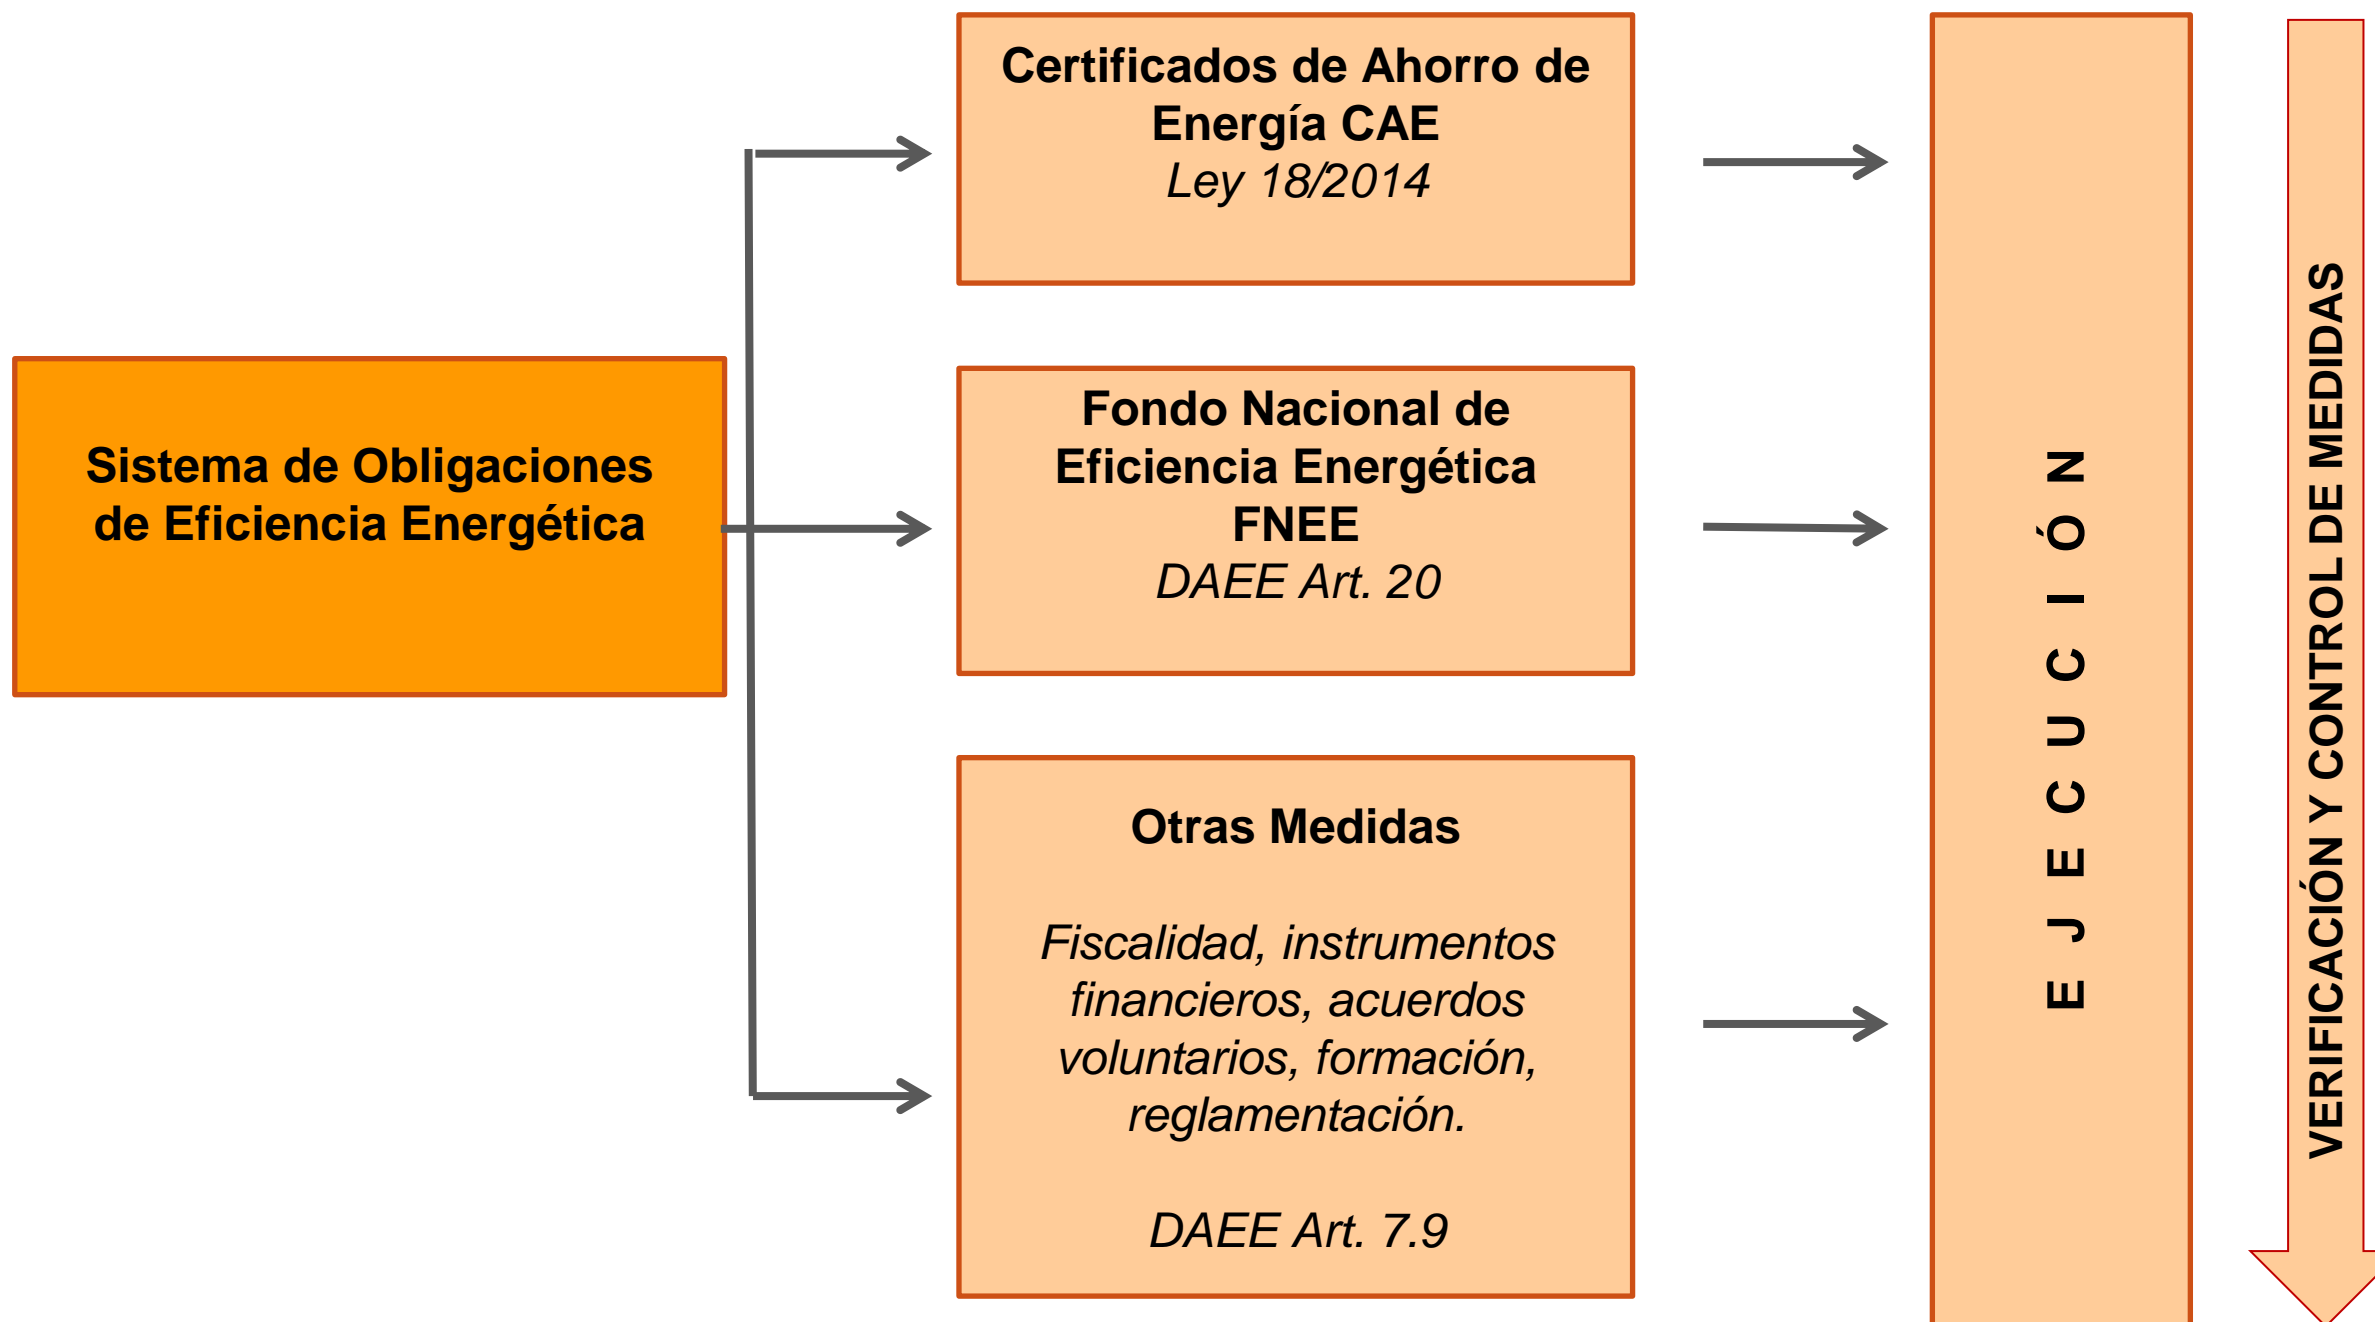 Sistema de Obligaciones
de Eficiencia Energética
Certificados de Ahorro de
Energía CAE
Ley 18/2014
Fondo Nacional de
Eficiencia Energética
FNEE
DAEE Art. 20
Otras Medidas
Fiscalidad, instrumentos
financieros, acuerdos
voluntarios, formación,
reglamentación.
DAEE Art. 7.9
E J E C U C I Ó N
VERIFICACIÓN Y CONTROL DE MEDIDAS